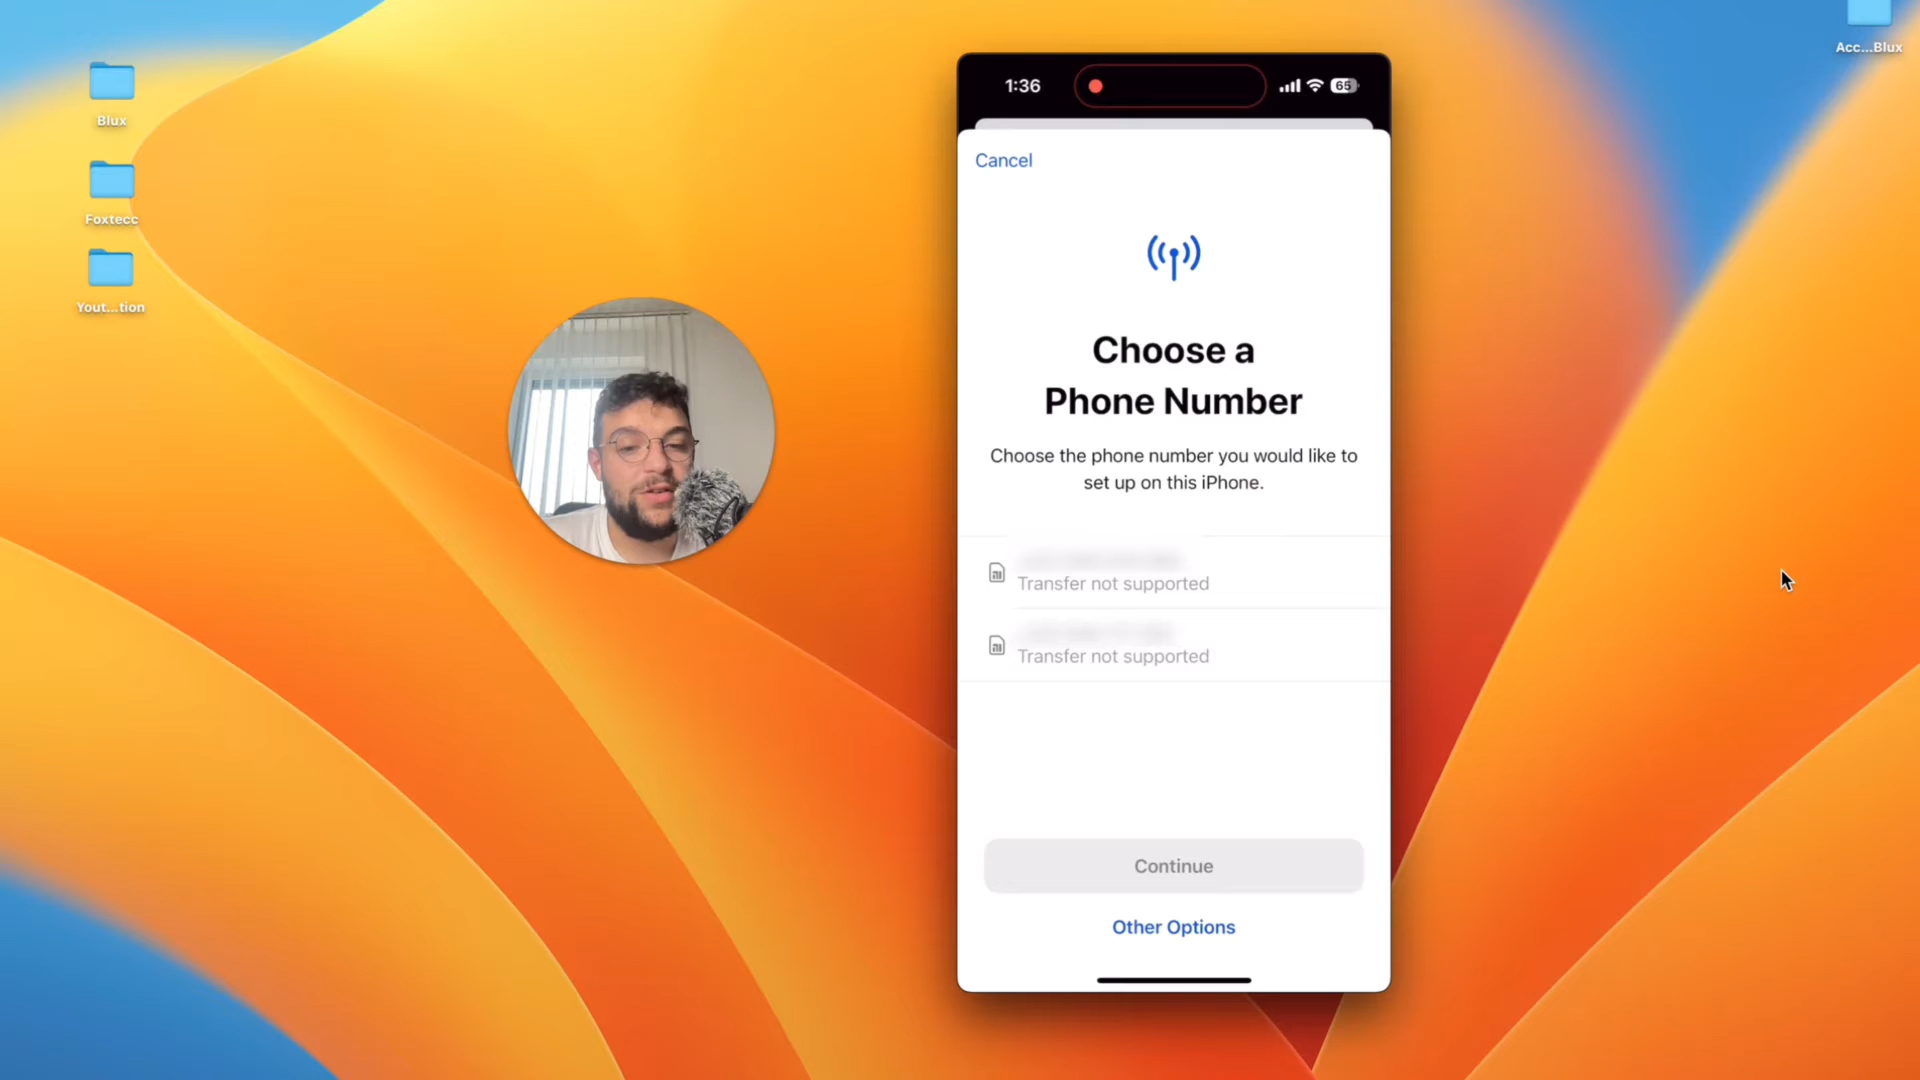 Acc...Blux
Blux
Foxtecc
Yout...tion
1:36
65
Cancel
Choose a
Phone Number
Choose the phone number you would like to
set up on this iPhone.
Transfer not supported
Transfer not supported
Continue
Other Options